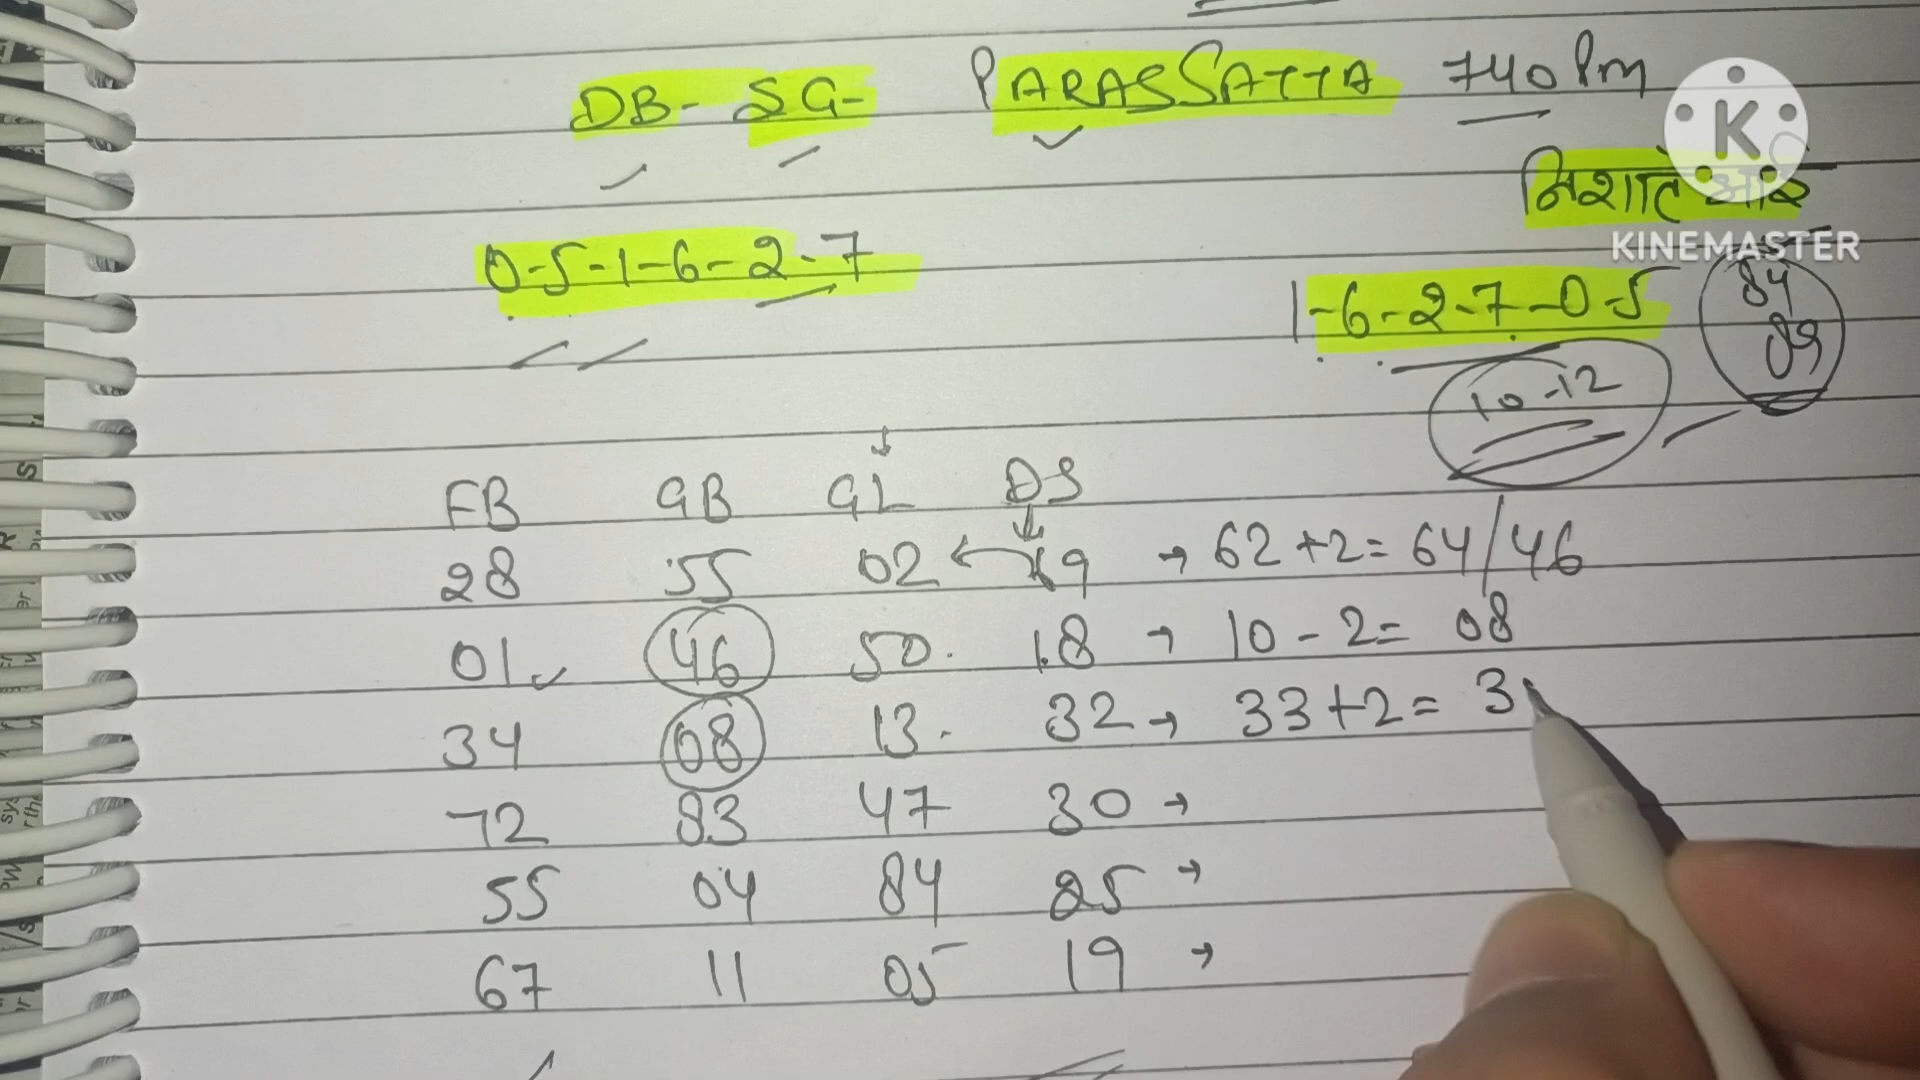 DB- SG- PARASSATTA 740 Pm
K
KINEMASTER
0-5-1-6-2-7
1-6-2-7-0-5
84
89
10-12
FB GB GL DS
28 55 02 ← 19 → 62+2= 64/46
01 46 50. 18 → 10-2= 08
34 08 13. 32 → 33+2= 3
72 83 47 30 →
55 04 84 25 →
67 11 05 19 →